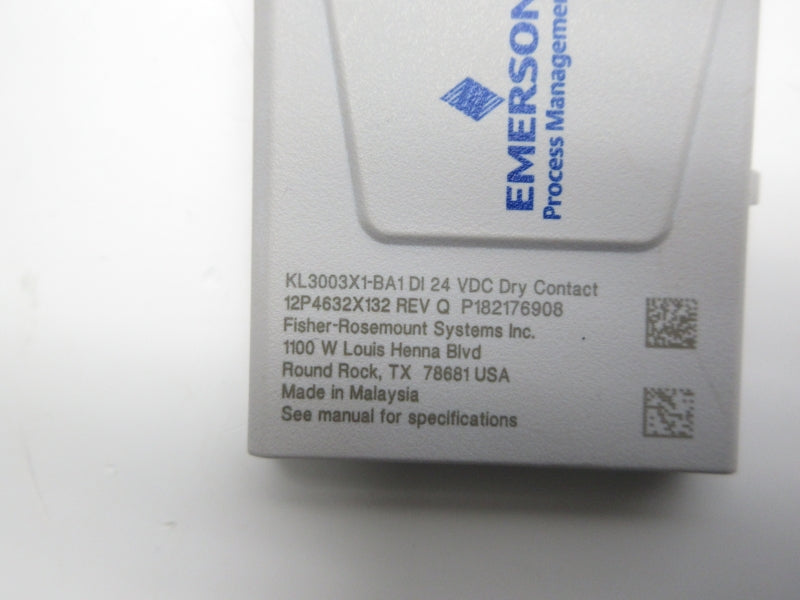 EMERSON
Process Management
KL3003X1-BA1 DI 24 VDC Dry Contact
12P4632X132 REV Q P182176908
Fisher-Rosemount Systems Inc.
1100 W Louis Henna Blvd
Round Rock, TX 78681 USA
Made in Malaysia
See manual for specifications